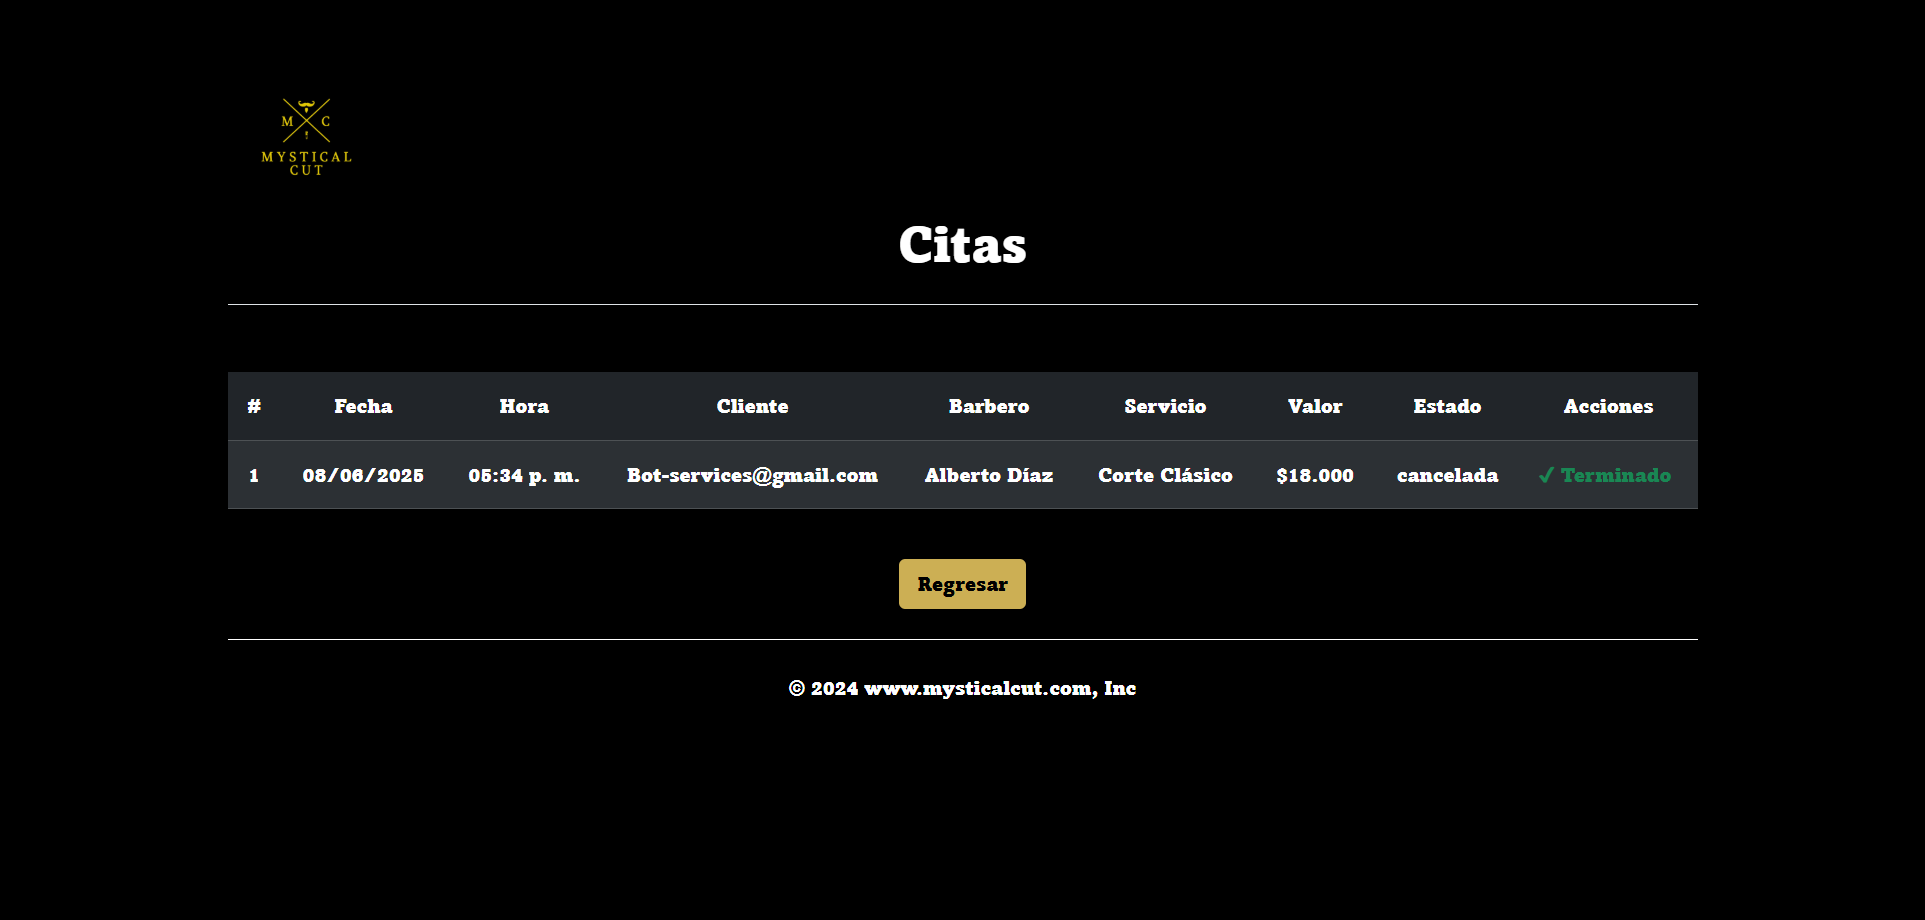 M C
MYSTICAL
CUT
Citas
# Fecha Hora Cliente Barbero Servicio Valor Estado Acciones
1 08/06/2025 05:34 p. m. Bot-services@gmail.com Alberto Díaz Corte Clásico $18.000 cancelada ✓ Terminado
Regresar
© 2024 www.mysticalcut.com, Inc